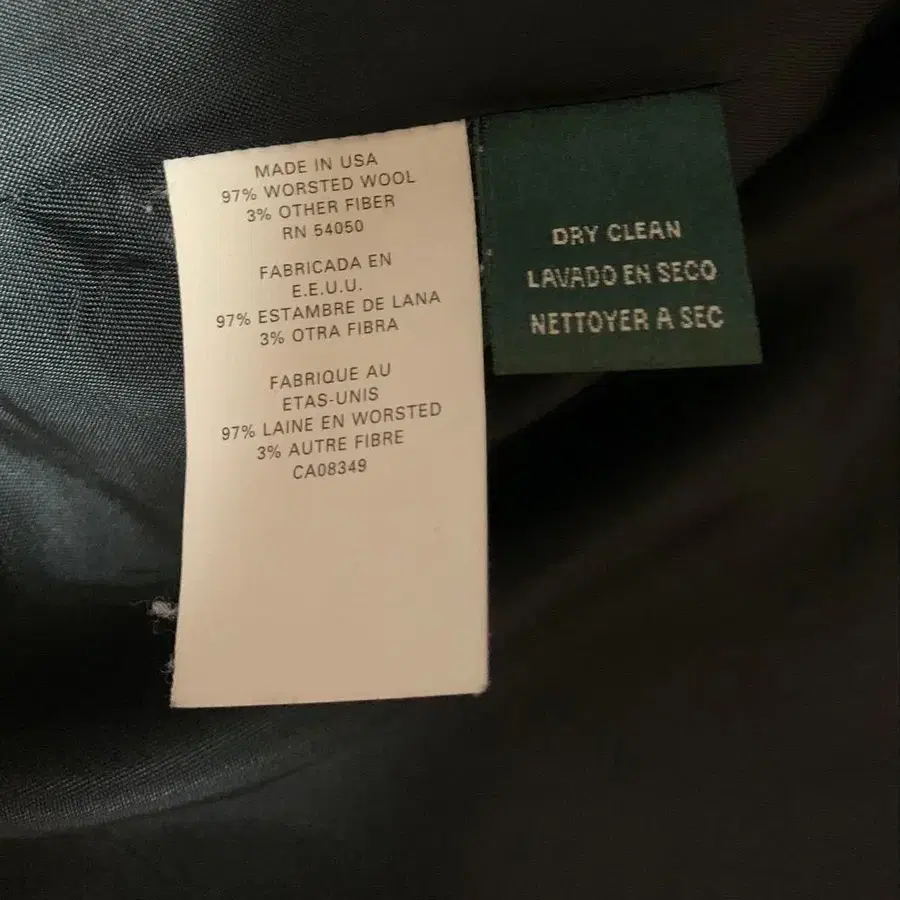 MADE IN USA
97% WORSTED WOOL
3% OTHER FIBER
RN 54050
FABRICADA EN
E.E.U.U.
97% ESTAMBRE DE LANA
3% OTRA FIBRA
FABRIQUE AU
ETAS-UNIS
97% LAINE EN WORSTED
3% AUTRE FIBRE
CA08349
DRY CLEAN
LAVADO EN SECO
NETTOYER A SEC